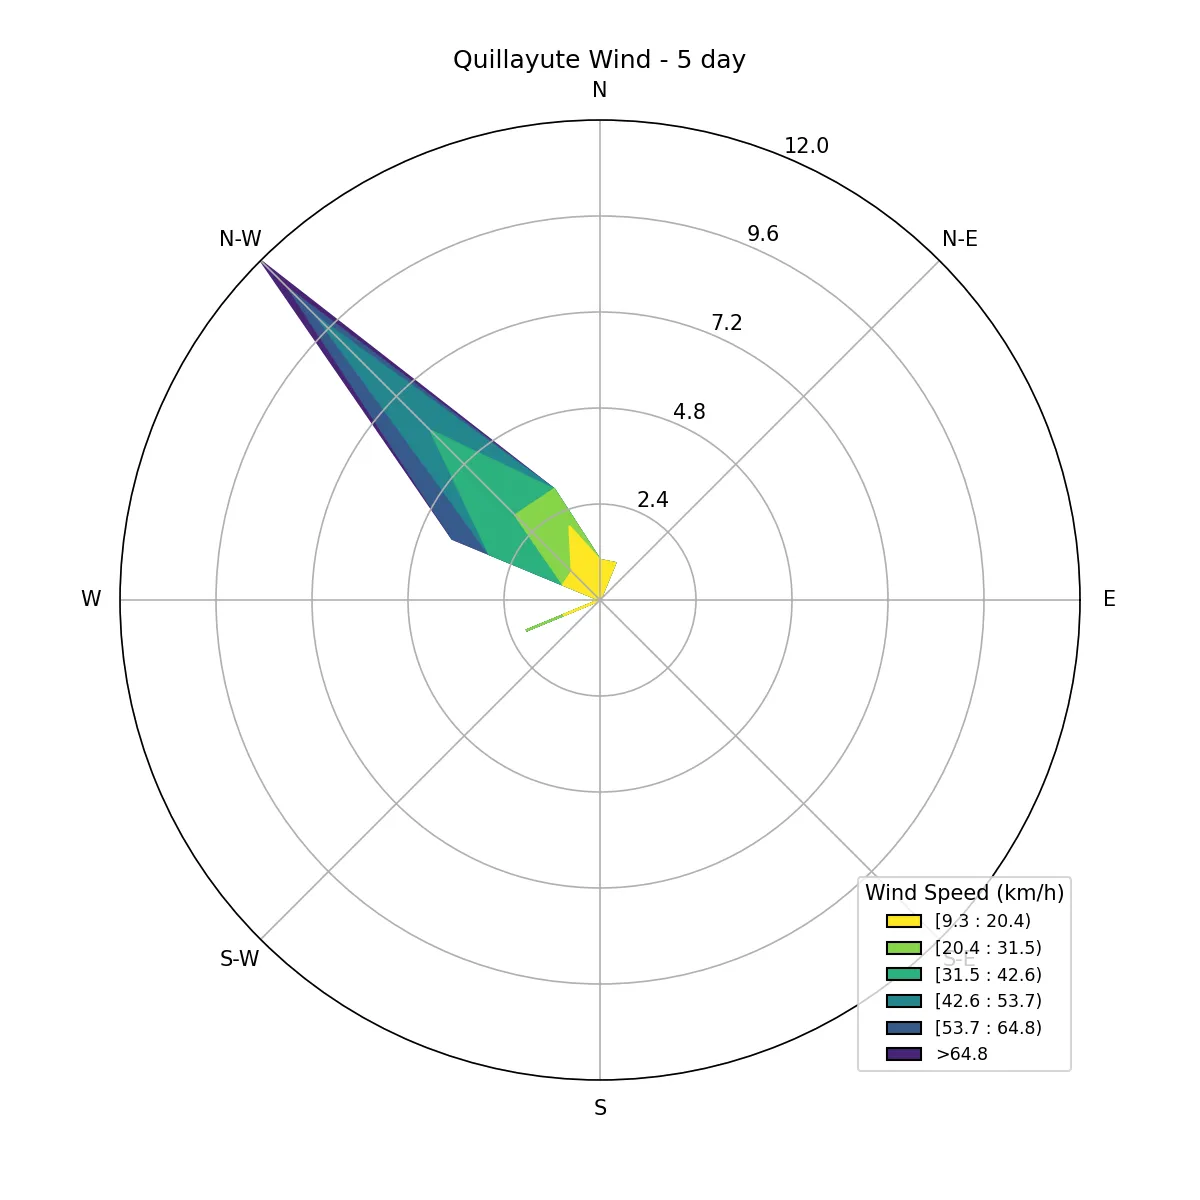 Quillayute Wind - 5 day
N
12.0
N-W
9.6
N-E
7.2
4.8
2.4
W
E
Wind Speed (km/h)
[9.3 : 20.4)
[20.4 : 31.5)
S-W
S-E
[31.5 : 42.6)
[42.6 : 53.7)
[53.7 : 64.8)
>64.8
S